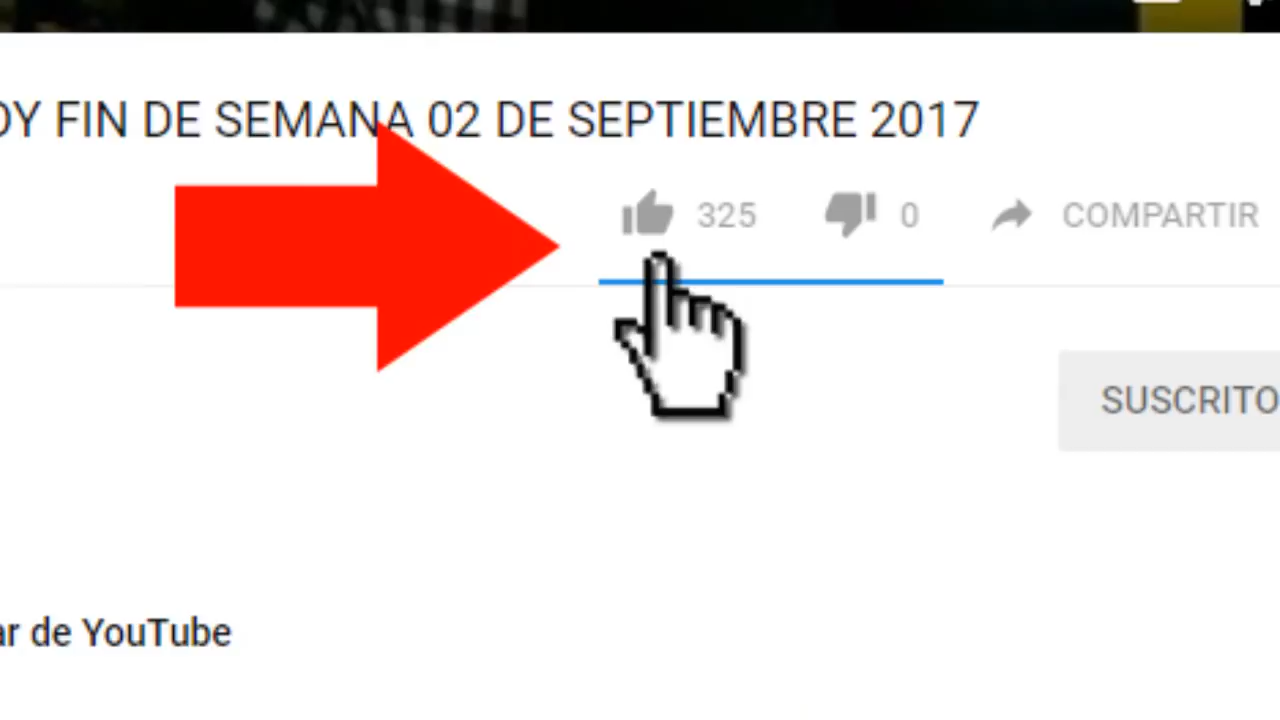 DY FIN DE SEMANA 02 DE SEPTIEMBRE 2017
325 0 COMPARTIR
SUSCRITO
ar de YouTube